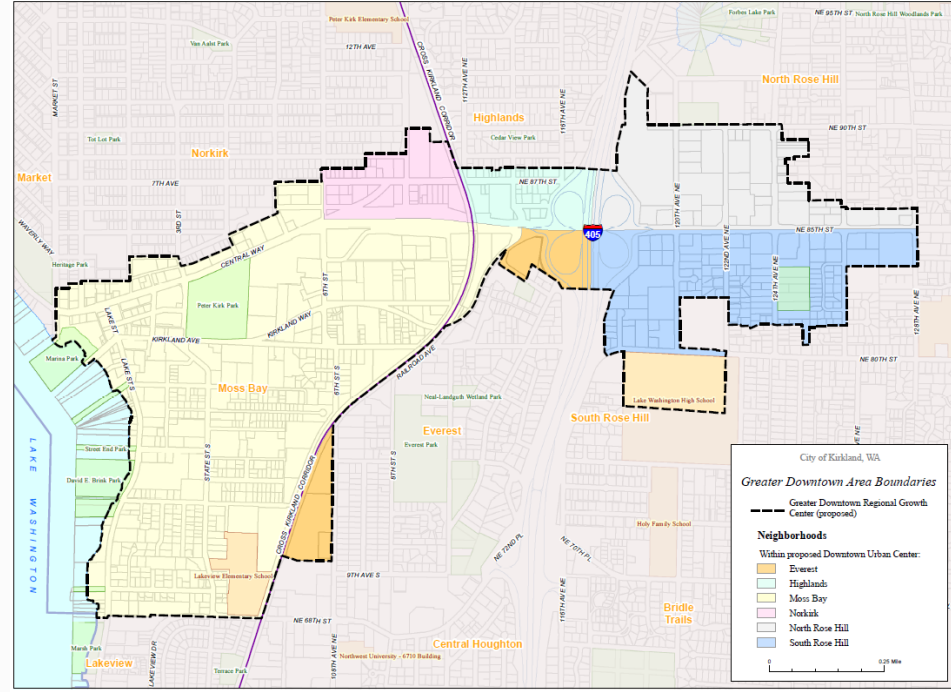 Peter Kirk Elementary School
Forbes Lake Park
NE 95TH ST
North Rose Hill Woodlands Park
Van Aalst Park
12TH AVE
CROSS KIRKLAND CORRIDOR
112TH AVE NE
116TH AVE NE
North Rose Hill
MARKET ST
Highlands
Cedar View Park
NE 90TH ST
Tot Lot Park
Norkirk
Market
7TH AVE
NE 87TH ST
120TH AVE NE
3RD ST
WAVERLY WAY
405
NE 85TH ST
122ND AVE NE
CENTRAL WAY
Heritage Park
6TH ST
124TH AVE NE
Peter Kirk Park
LAKE ST
KIRKLAND WAY
128TH AVE NE
KIRKLAND AVE
Marina Park
LAKE ST S
RAILROAD AVE
NE 80TH ST
Moss Bay
6TH ST S
Neal-Landguth Wetland Park
Lake Washington High School
South Rose Hill
Everest
Everest Park
LAKE WASHINGTON
Street End Park
STATE ST S
8TH ST S
NE
David E. Brink Park
CROSS KIRKLAND CORRIDOR
Holy Family School
NE 72ND PL
NE 70TH PL
Lakeview Elementary School
9TH AVE S
NE 68TH ST
108TH AVE NE
116TH AVE NE
Bridle
Trails
Central Houghton
Marsh Park
Lakeview
LAKEVIEW DR
Terrace Park
Northwest University - 6710 Building
City of Kirkland, WA
Greater Downtown Area Boundaries
Greater Downtown Regional Growth
Center (proposed)
Neighborhoods
Within proposed Downtown Urban Center:
Everest
Highlands
Moss Bay
Norkirk
North Rose Hill
South Rose Hill
0
0.25 Mile